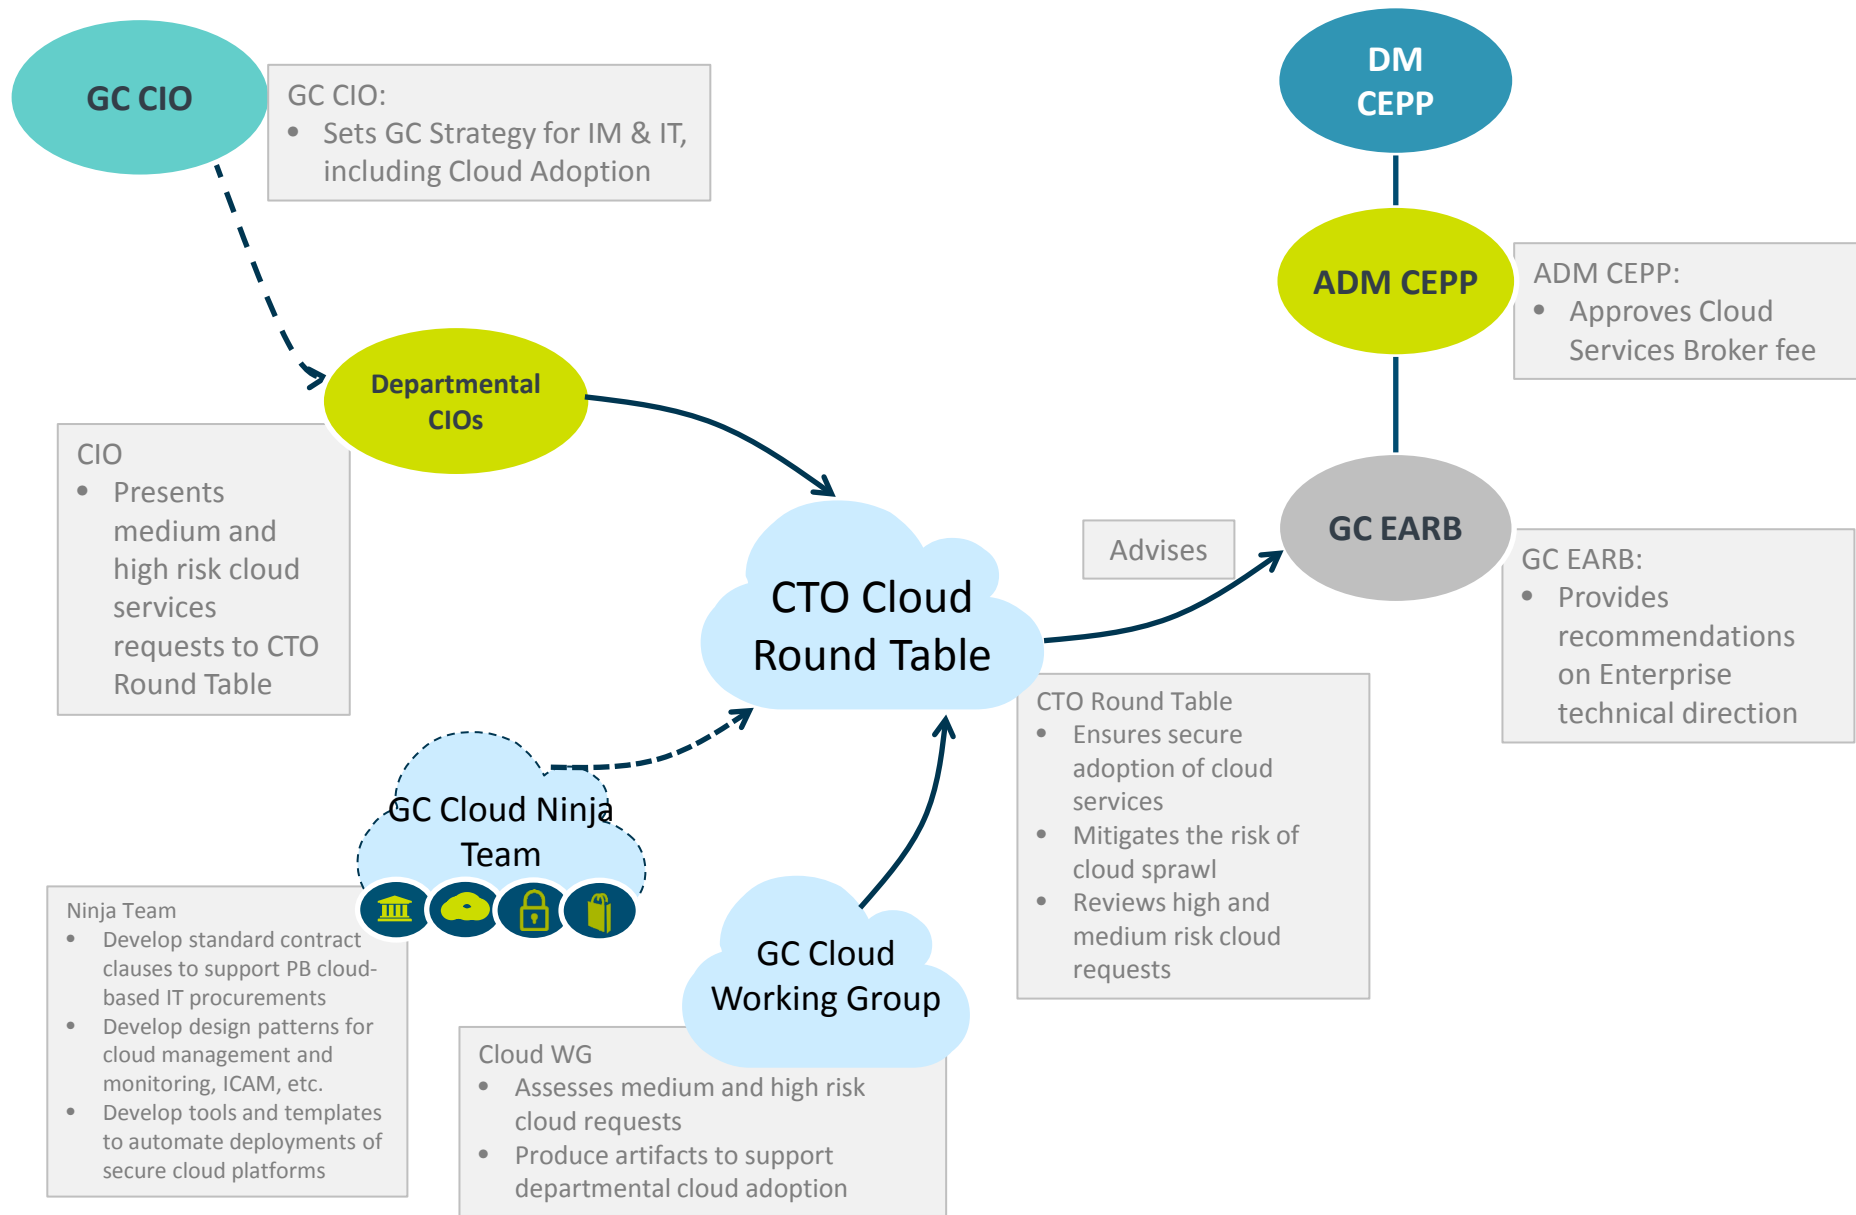 GC CIO
GC CIO:
• Sets GC Strategy for IM & IT,
including Cloud Adoption
DM
CEPP
ADM CEPP
ADM CEPP:
• Approves Cloud
Services Broker fee
Departmental
CIOs
CIO
• Presents
medium and
high risk cloud
services
requests to CTO
Round Table
GC EARB
GC EARB:
• Provides
recommendations
on Enterprise
technical direction
Advises
CTO Cloud
Round Table
CTO Round Table
• Ensures secure
adoption of cloud
services
• Mitigates the risk of
cloud sprawl
• Reviews high and
medium risk cloud
requests
GC Cloud Ninja
Team
Ninja Team
• Develop standard contract
clauses to support PB cloud-
based IT procurements
• Develop design patterns for
cloud management and
monitoring, ICAM, etc.
• Develop tools and templates
to automate deployments of
secure cloud platforms
GC Cloud
Working Group
Cloud WG
• Assesses medium and high risk
cloud requests
• Produce artifacts to support
departmental cloud adoption